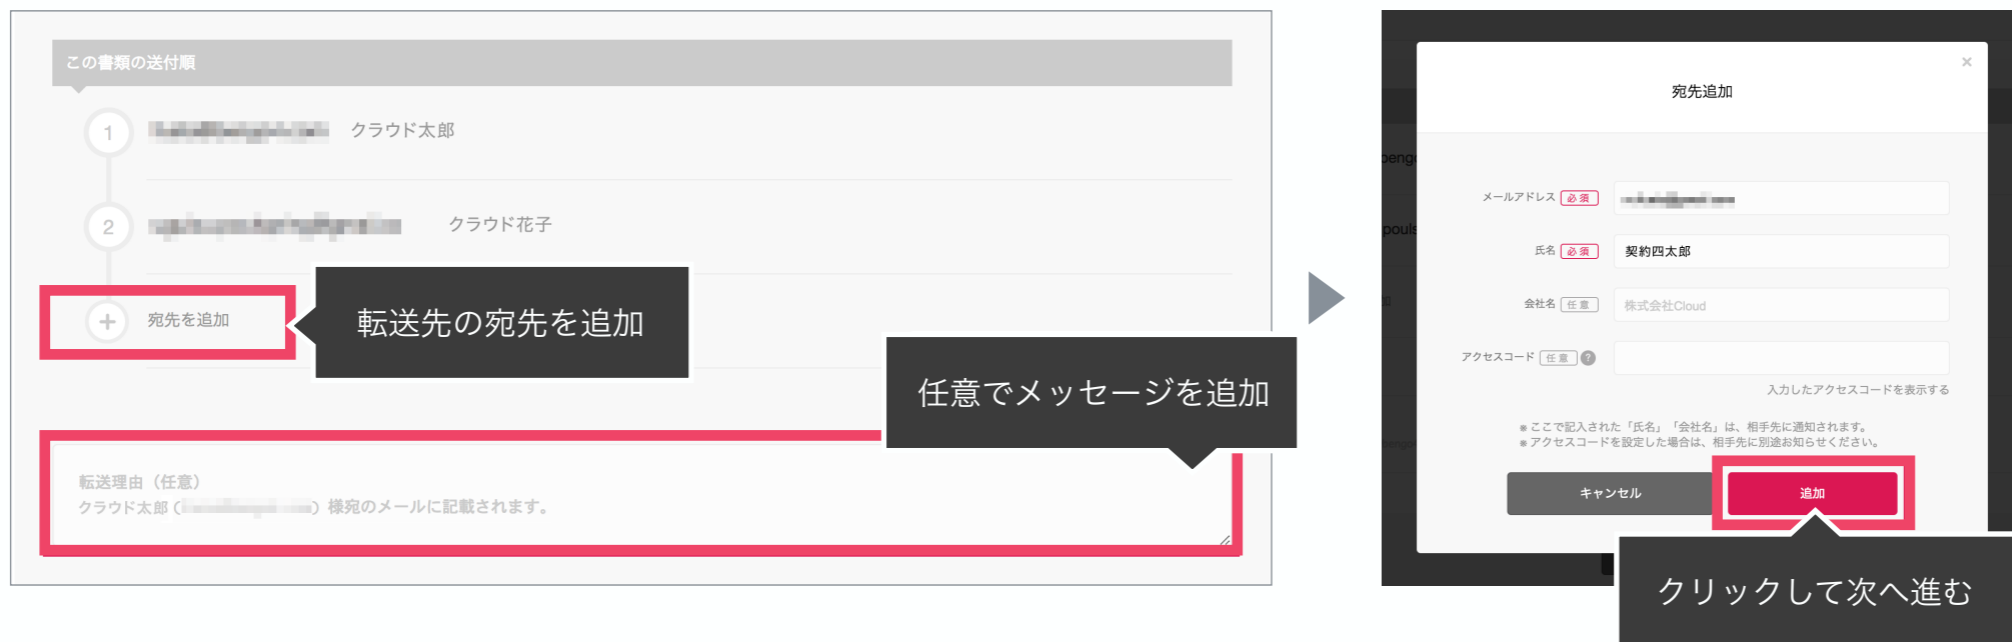 この書類の送付順
1
クラウド太郎
2
クラウド花子
+ 宛先を追加
転送先の宛先を追加
任意でメッセージを追加
転送理由（任意）
クラウド太郎 ( ) 様宛のメールに記載されます。
×
宛先追加
メールアドレス 必須
氏名 必須 契約四太郎
会社名 任意 株式会社Cloud
アクセスコード 任意 ?
入力したアクセスコードを表示する
※ ここで記入された「氏名」「会社名」は、相手先に通知されます。
※ アクセスコードを設定した場合は、相手先に別途お知らせください。
キャンセル
追加
クリックして次へ進む